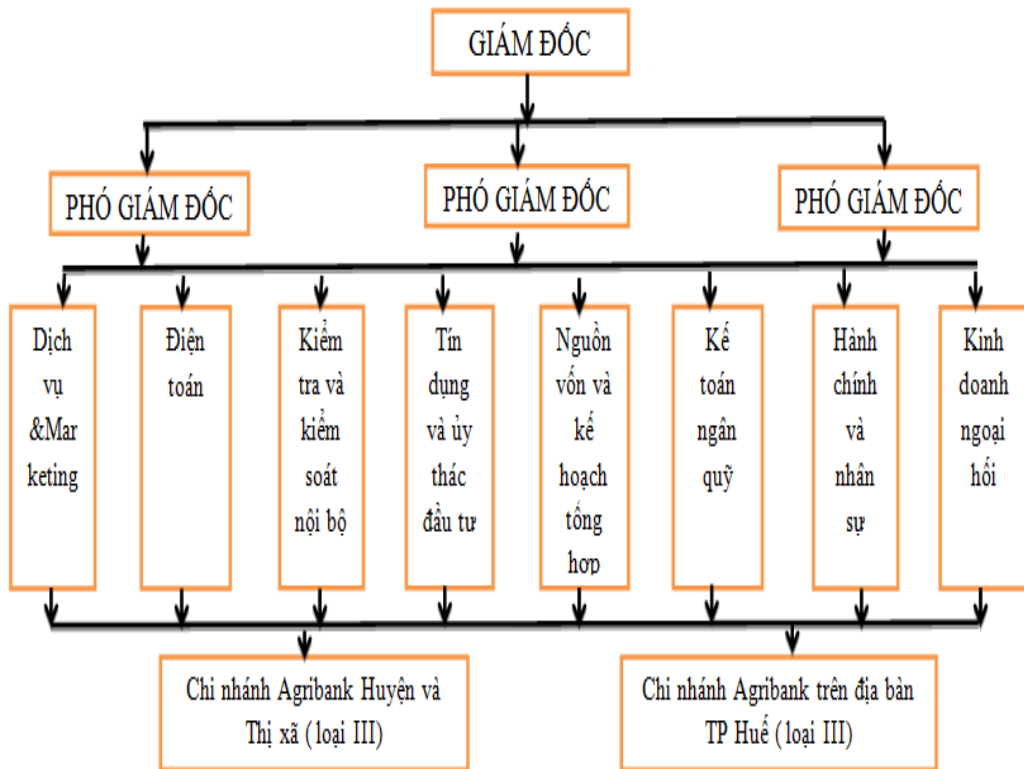 GIÁM ĐỐC
PHÓ GIÁM ĐỐC
PHÓ GIÁM ĐỐC
PHÓ GIÁM ĐỐC
Dịch
vụ
&Mar
keting
Điện
toán
Kiểm
tra và
kiểm
soát
nội bộ
Tín
dụng
và ủy
thác
đầu tư
Nguồn
vốn và
kế
hoạch
tổng
hợp
Kế
toán
ngân
quỹ
Hành
chính
và
nhân
sự
Kinh
doanh
ngoại
hối
Chi nhánh Agribank Huyện và
Thị xã ( loại III)
Chi nhánh Agribank trên địa bàn
TP Huế ( loại III)